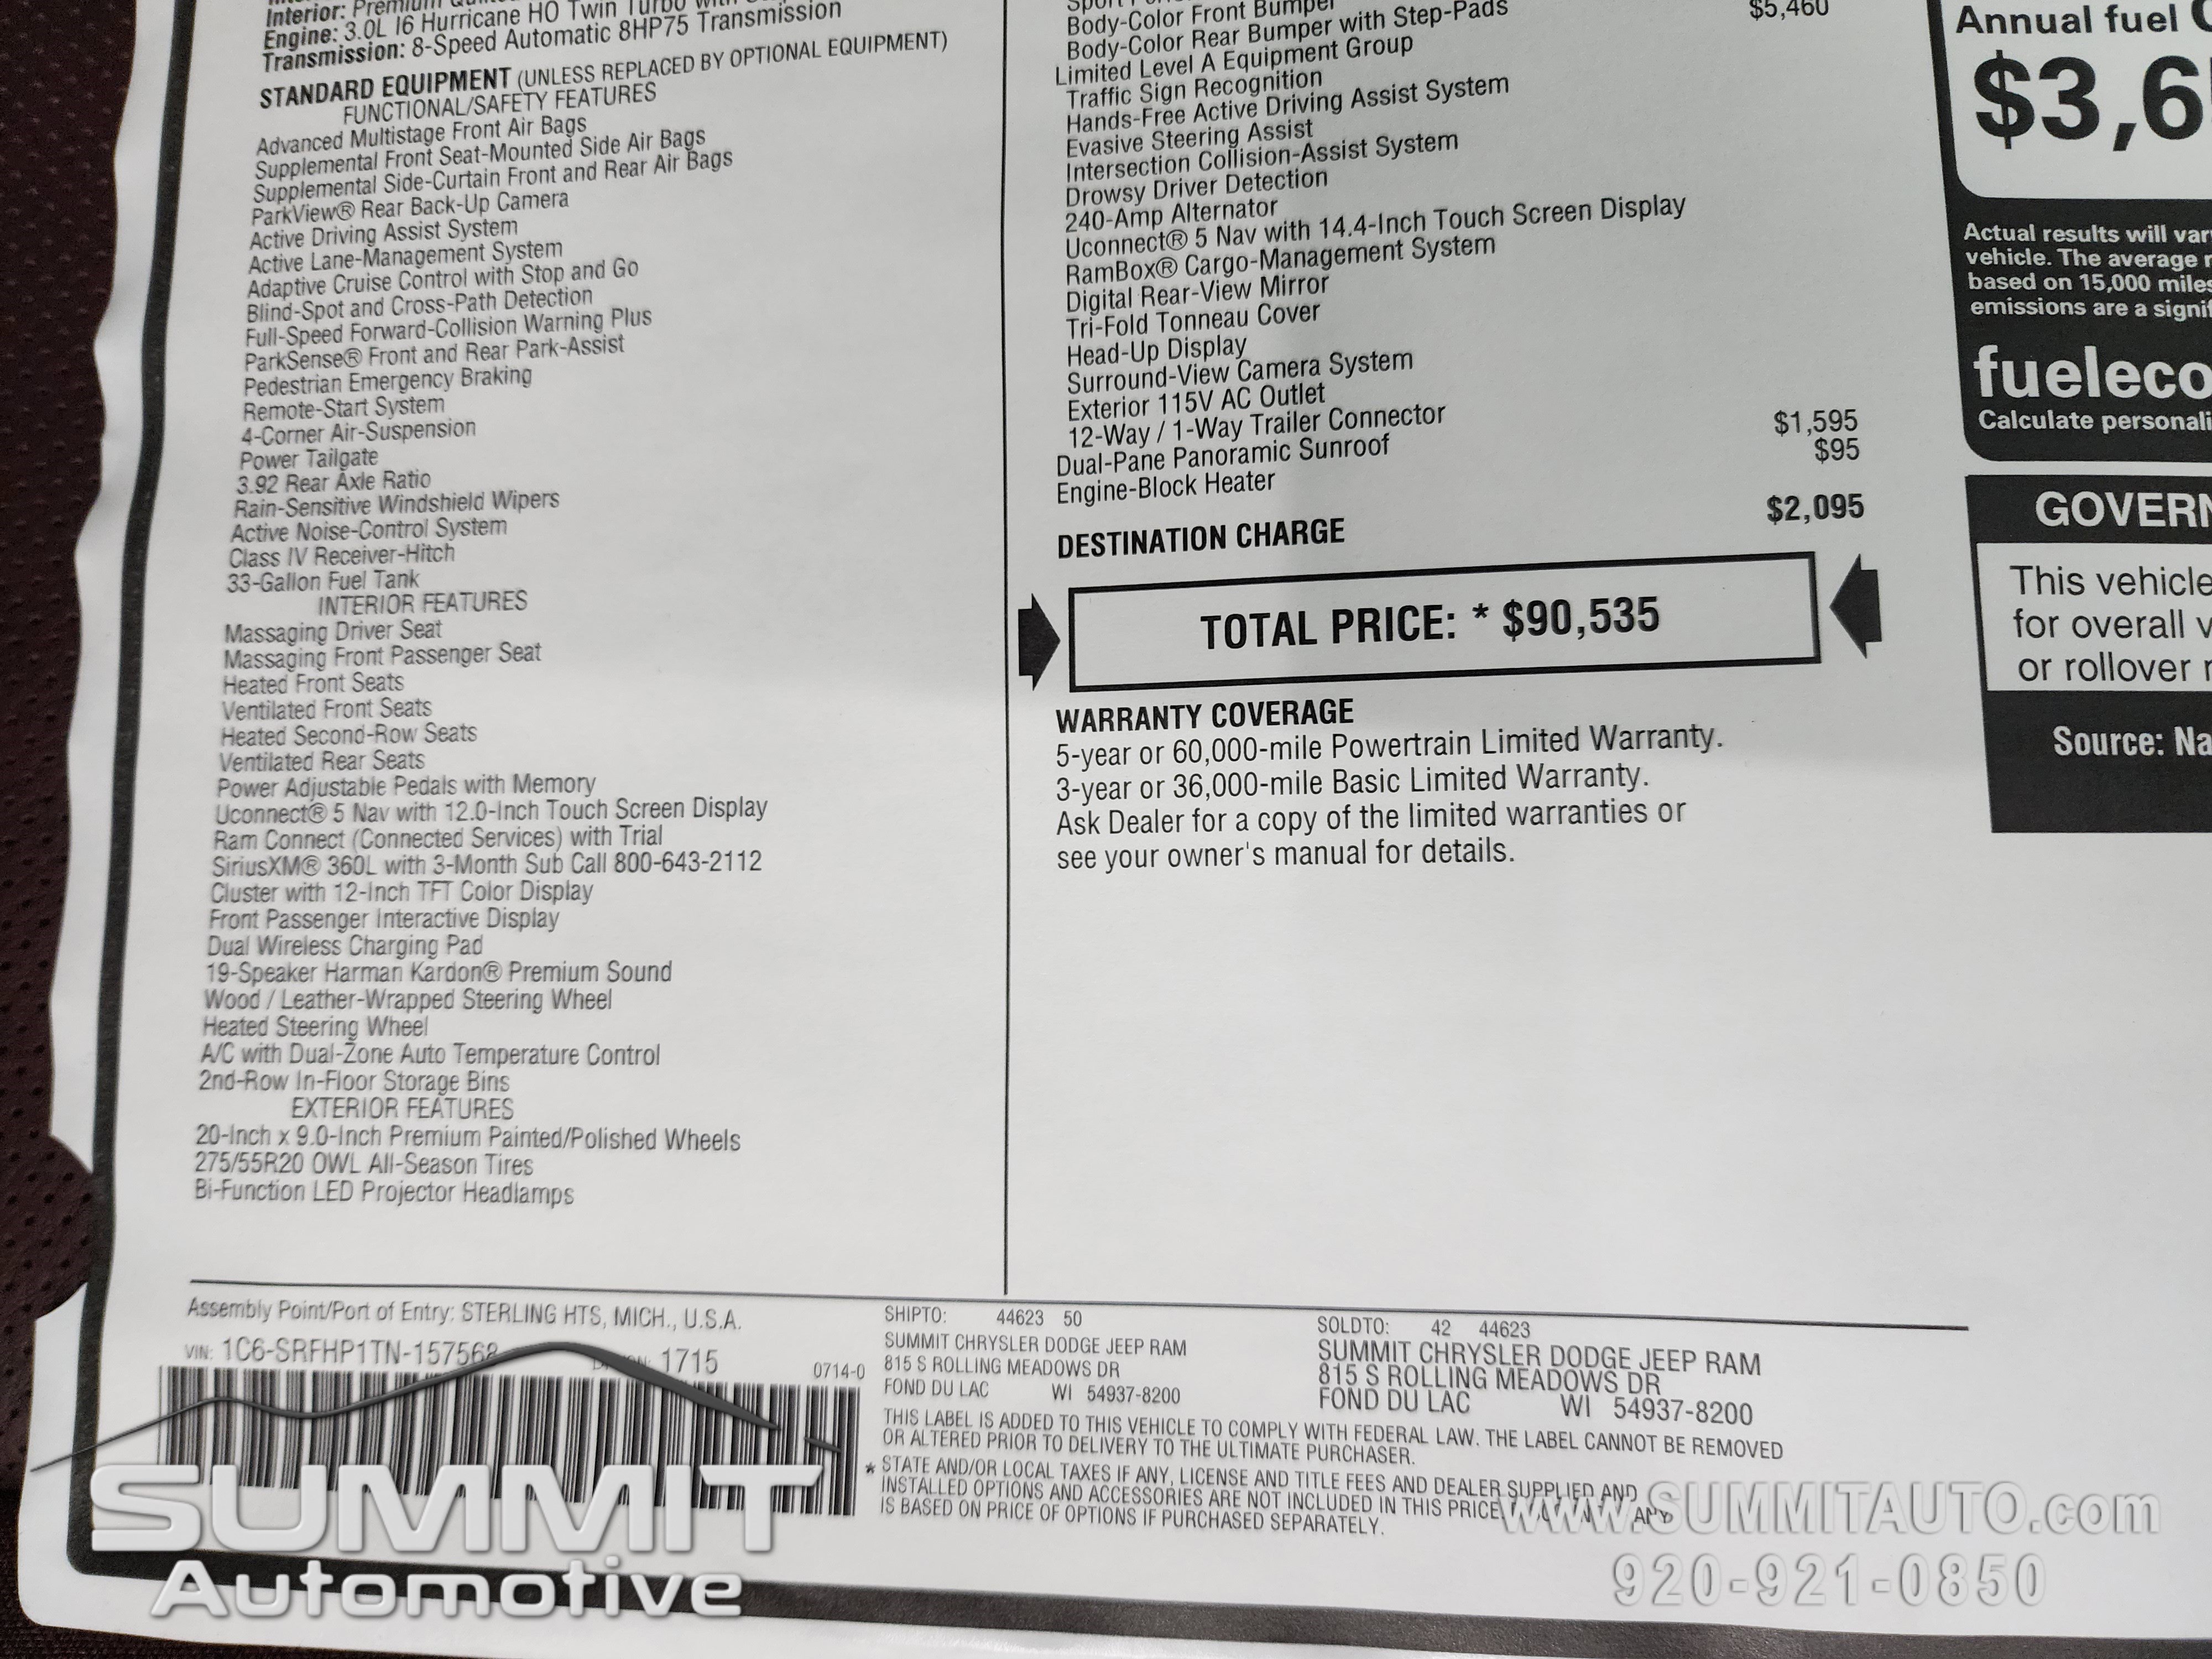 Interior: Premium
Engine: 3.0L I6 Hurricane HO Twin Turbo
Transmission: 8-Speed Automatic 8HP75 Transmission
STANDARD EQUIPMENT (UNLESS REPLACED BY OPTIONAL EQUIPMENT)
FUNCTIONAL/SAFETY FEATURES
Advanced Multistage Front Air Bags
Supplemental Front Seat-Mounted Side Air Bags
Supplemental Side-Curtain Front and Rear Air Bags
ParkView® Rear Back-Up Camera
Active Driving Assist System
Active Lane-Management System
Adaptive Cruise Control with Stop and Go
Blind-Spot and Cross-Path Detection
Full-Speed Forward-Collision Warning Plus
ParkSense® Front and Rear Park-Assist
Pedestrian Emergency Braking
Remote-Start System
4-Corner Air-Suspension
Power Tailgate
3.92 Rear Axle Ratio
Rain-Sensitive Windshield Wipers
Active Noise-Control System
Class IV Receiver-Hitch
33-Gallon Fuel Tank
INTERIOR FEATURES
Massaging Driver Seat
Massaging Front Passenger Seat
Heated Front Seats
Ventilated Front Seats
Heated Second-Row Seats
Ventilated Rear Seats
Power Adjustable Pedals with Memory
Uconnect® 5 Nav with 12.0-Inch Touch Screen Display
Ram Connect (Connected Services) with Trial
SiriusXM® 360L with 3-Month Sub Call 800-643-2112
Cluster with 12-Inch TFT Color Display
Front Passenger Interactive Display
Dual Wireless Charging Pad
19-Speaker Harman Kardon® Premium Sound
Wood / Leather-Wrapped Steering Wheel
Heated Steering Wheel
A/C with Dual-Zone Auto Temperature Control
2nd-Row In-Floor Storage Bins
EXTERIOR FEATURES
20-Inch x 9.0-Inch Premium Painted/Polished Wheels
275/55R20 OWL All-Season Tires
Bi-Function LED Projector Headlamps
Body-Color Front Bumper
Body-Color Rear Bumper with Step-Pads
Limited Level A Equipment Group $5,460
Traffic Sign Recognition
Hands-Free Active Driving Assist System
Evasive Steering Assist
Intersection Collision-Assist System
Drowsy Driver Detection
240-Amp Alternator
Uconnect® 5 Nav with 14.4-Inch Touch Screen Display
RamBox® Cargo-Management System
Digital Rear-View Mirror
Tri-Fold Tonneau Cover
Head-Up Display
Surround-View Camera System
Exterior 115V AC Outlet
12-Way / 1-Way Trailer Connector
Dual-Pane Panoramic Sunroof $1,595
Engine-Block Heater $95
DESTINATION CHARGE $2,095
TOTAL PRICE: * $90,535
WARRANTY COVERAGE
5-year or 60,000-mile Powertrain Limited Warranty.
3-year or 36,000-mile Basic Limited Warranty.
Ask Dealer for a copy of the limited warranties or
see your owner's manual for details.
Annual fuel
$3,6
Actual results will
vehicle. The average
based on 15,000 miles
emissions are a
fueleco
Calculate
GOVERN
This vehicle
for overall
or rollover
Source: Na
Assembly Point/Port of Entry: STERLING HTS, MICH., U.S.A.
VIN: 1C6-SRFHP1TN-157568 1715
0714-0
SHIPTO: 44623 50
SUMMIT CHRYSLER DODGE JEEP RAM
815 S ROLLING MEADOWS DR
FOND DU LAC WI 54937-8200
SOLDTO: 42 44623
SUMMIT CHRYSLER DODGE JEEP RAM
815 S ROLLING MEADOWS DR
FOND DU LAC WI 54937-8200
THIS LABEL IS ADDED TO THIS VEHICLE TO COMPLY WITH FEDERAL LAW. THE LABEL CANNOT BE REMOVED
OR ALTERED PRIOR TO DELIVERY TO THE ULTIMATE PURCHASER.
* STATE AND/OR LOCAL TAXES IF ANY, LICENSE AND TITLE FEES AND DEALER SUPPLIED AND
INSTALLED OPTIONS AND ACCESSORIES ARE NOT INCLUDED IN THIS PRICE. ANY
IS BASED ON PRICE OF OPTIONS IF PURCHASED SEPARATELY.
SUMMIT
Automotive
www.SUMMITAUTO.com
920-921-0850